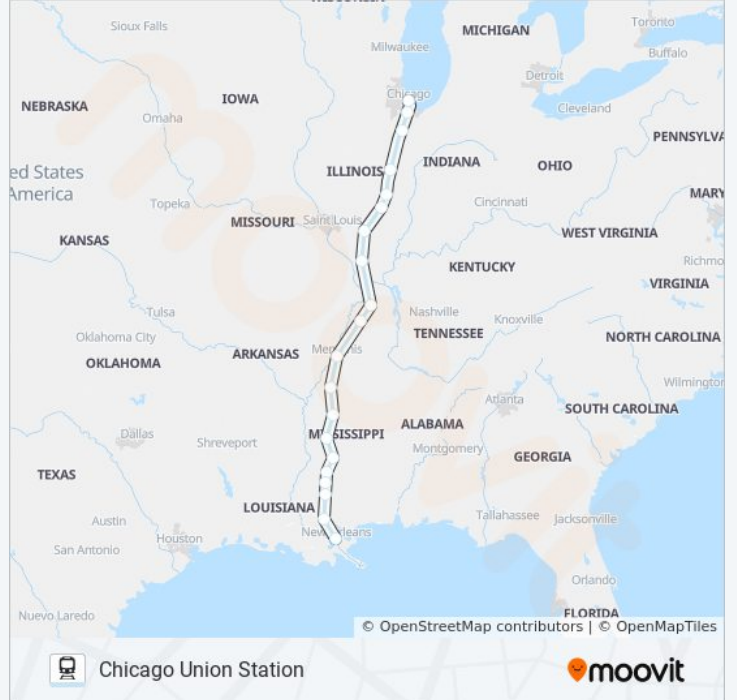 Sioux Falls
MICHIGAN
Toronto
Milwaukee
Buffalo
Detroit
Chicago
IOWA
NEBRASKA
Cleveland
Omaha
PENNSYLVA
ed States
America
ILLINOIS
INDIANA
OHIO
MARY
Topeka
Cincinnati
MISSOURI
Saint Louis
WEST VIRGINIA
KANSAS
Richmo
KENTUCKY
VIRGINIA
Tulsa
Nashville
Knoxville
Oklahoma City
TENNESSEE
NORTH CAROLINA
ARKANSAS
Memphis
OKLAHOMA
Wilmington
Atlanta
SOUTH CAROLINA
Dallas
Shreveport
MISSISSIPPI
ALABAMA
Montgomery
GEORGIA
TEXAS
LOUISIANA
Tallahassee
Jacksonville
Austin
New Orleans
Houston
San Antonio
Orlando
Nuevo Laredo
FLORIDA
© OpenStreetMap contributors | © OpenMapTiles
Chicago Union Station
moovit